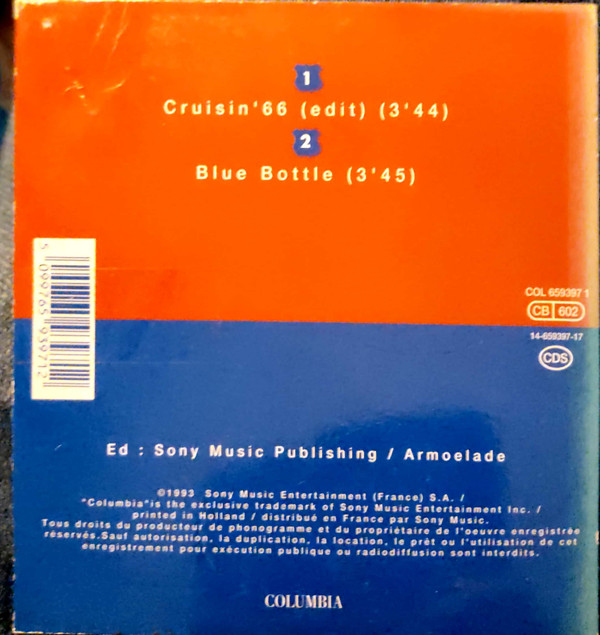 1
Cruisin'66 (edit) (3'44)
2
Blue Bottle (3'45)
5 099765 939712
COL 659397 1
CB 602
14-659397-17
CDS
Ed : Sony Music Publishing / Armoelade
©1993 Sony Music Entertainment (France) S.A. /
"Columbia"is the exclusive trademark of Sony Music Entertainment Inc. /
printed in Holland / distribué en France par Sony Music.
Tous droits du producteur de phonogramme et du propriétaire de l'oeuvre enregistrée
réservés.Sauf autorisation, la duplication, la location, le prêt ou l'utilisation de cet
enregistrement pour exécution publique ou radiodiffusion sont interdits.
COLUMBIA